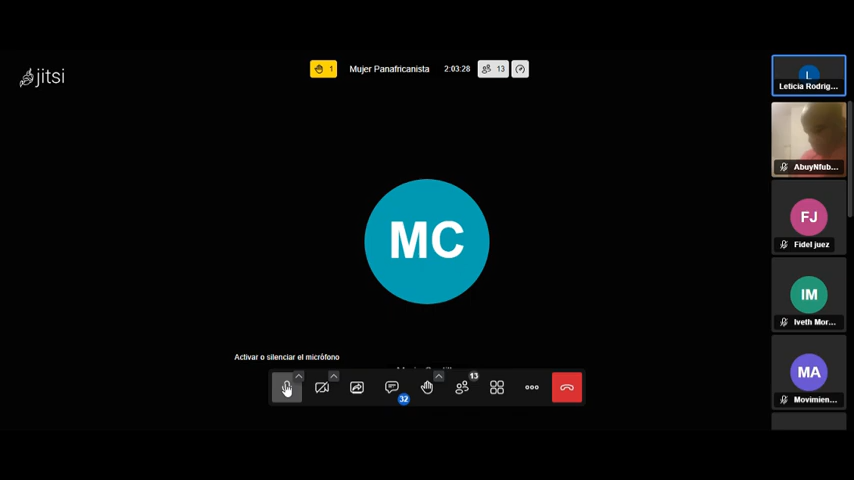 jitsi
1
Mujer Panafricanista
2:03:28
13
L
Leticia Rodrig...
AbuyNfub...
FJ
Fidel juez
MC
IM
Iveth Mor...
Activar o silenciar el micrófono
MA
Movimien...
13
32